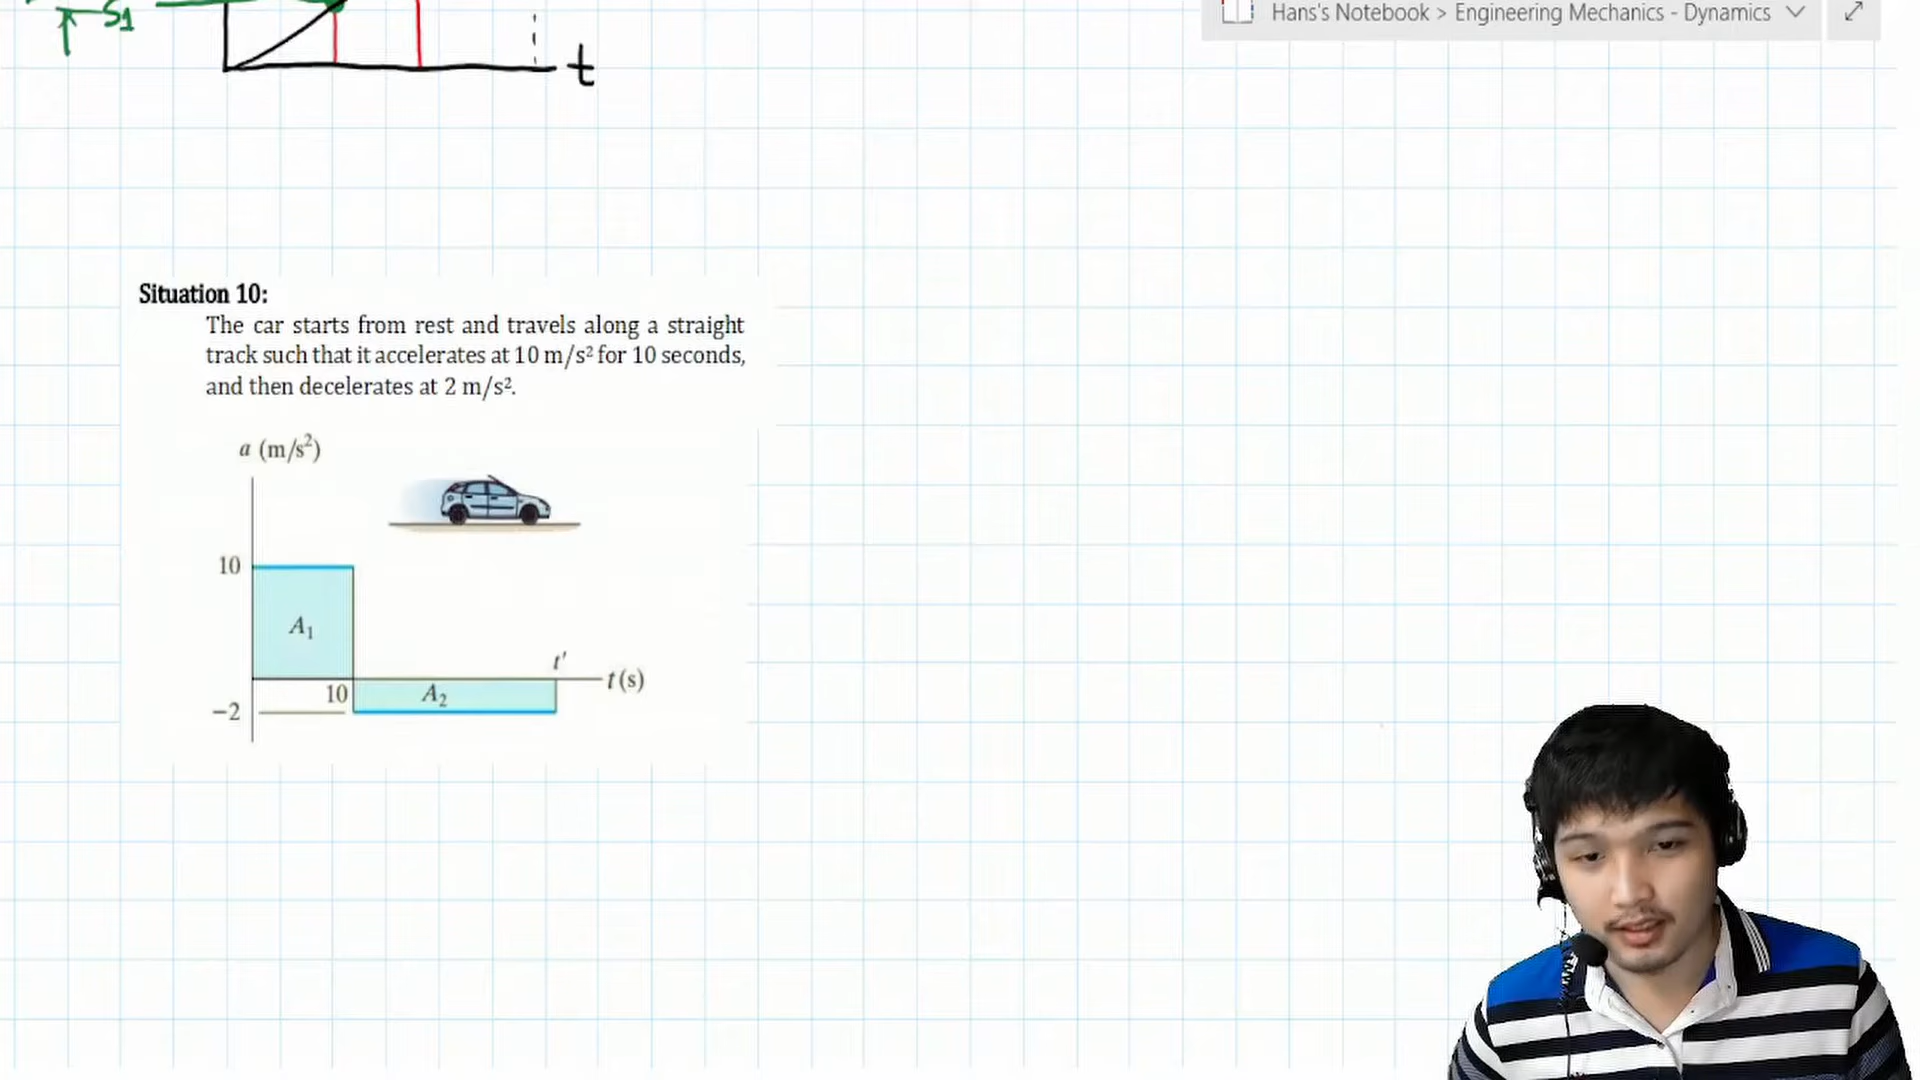 S1
t
Hans's Notebook > Engineering Mechanics - Dynamics
Situation 10:
The car starts from rest and travels along a straight
track such that it accelerates at 10 m/s² for 10 seconds,
and then decelerates at 2 m/s².
a (m/s²)
10
A₁
t'
t (s)
10
A₂
−2